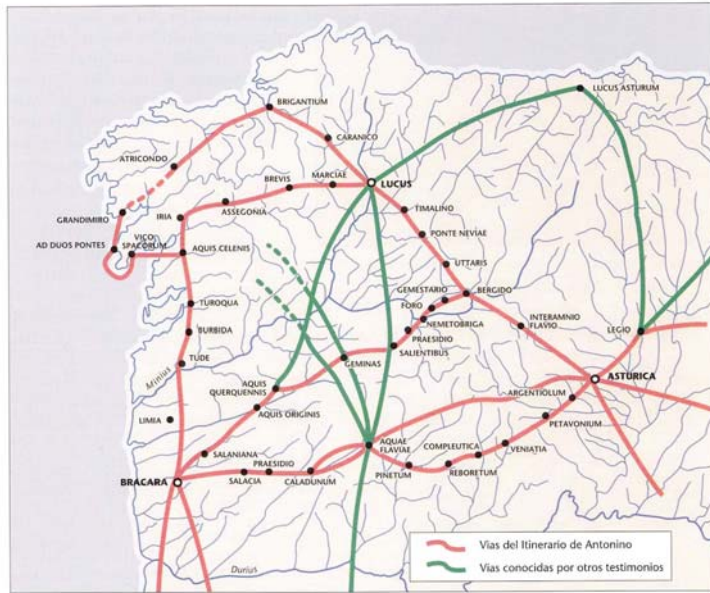 LUCUS ASTURUM
BRIGANTIUM
CARANICO
ATRICONDO
BREVIS
MARCIAE
LUCUS
ASSEGONIA
TIMALINO
GRANDIMIRO
IRIA
PONTE NEVIAE
AD DUOS PONTES
VICO
SPACORUM
AQUIS CELENIS
UTTARIS
GEMESTARIO
BERGIDO
TUROQUA
FORO
INTERAMNIO
FLAVIO
LEGIO
NEMETOBRIGA
BURBIDA
PRAESIDIO
SALIENTIBUS
TUDE
GEMINAS
Minius
ASTURICA
AQUIS
QUERQUENNIS
ARGENTIOLUM
AQUIS ORIGINIS
LIMIA
PETAVONIUM
AQUAE
FLAVIAE
COMPLEUTICA
VENIATIA
SALANIANA
PRAESIDIO
SALACIA
CALADUNUM
PINETUM
REBORETUM
BRACARA
Vías del Itinerario de Antonino
Vías conocidas por otros testimonios
Durius